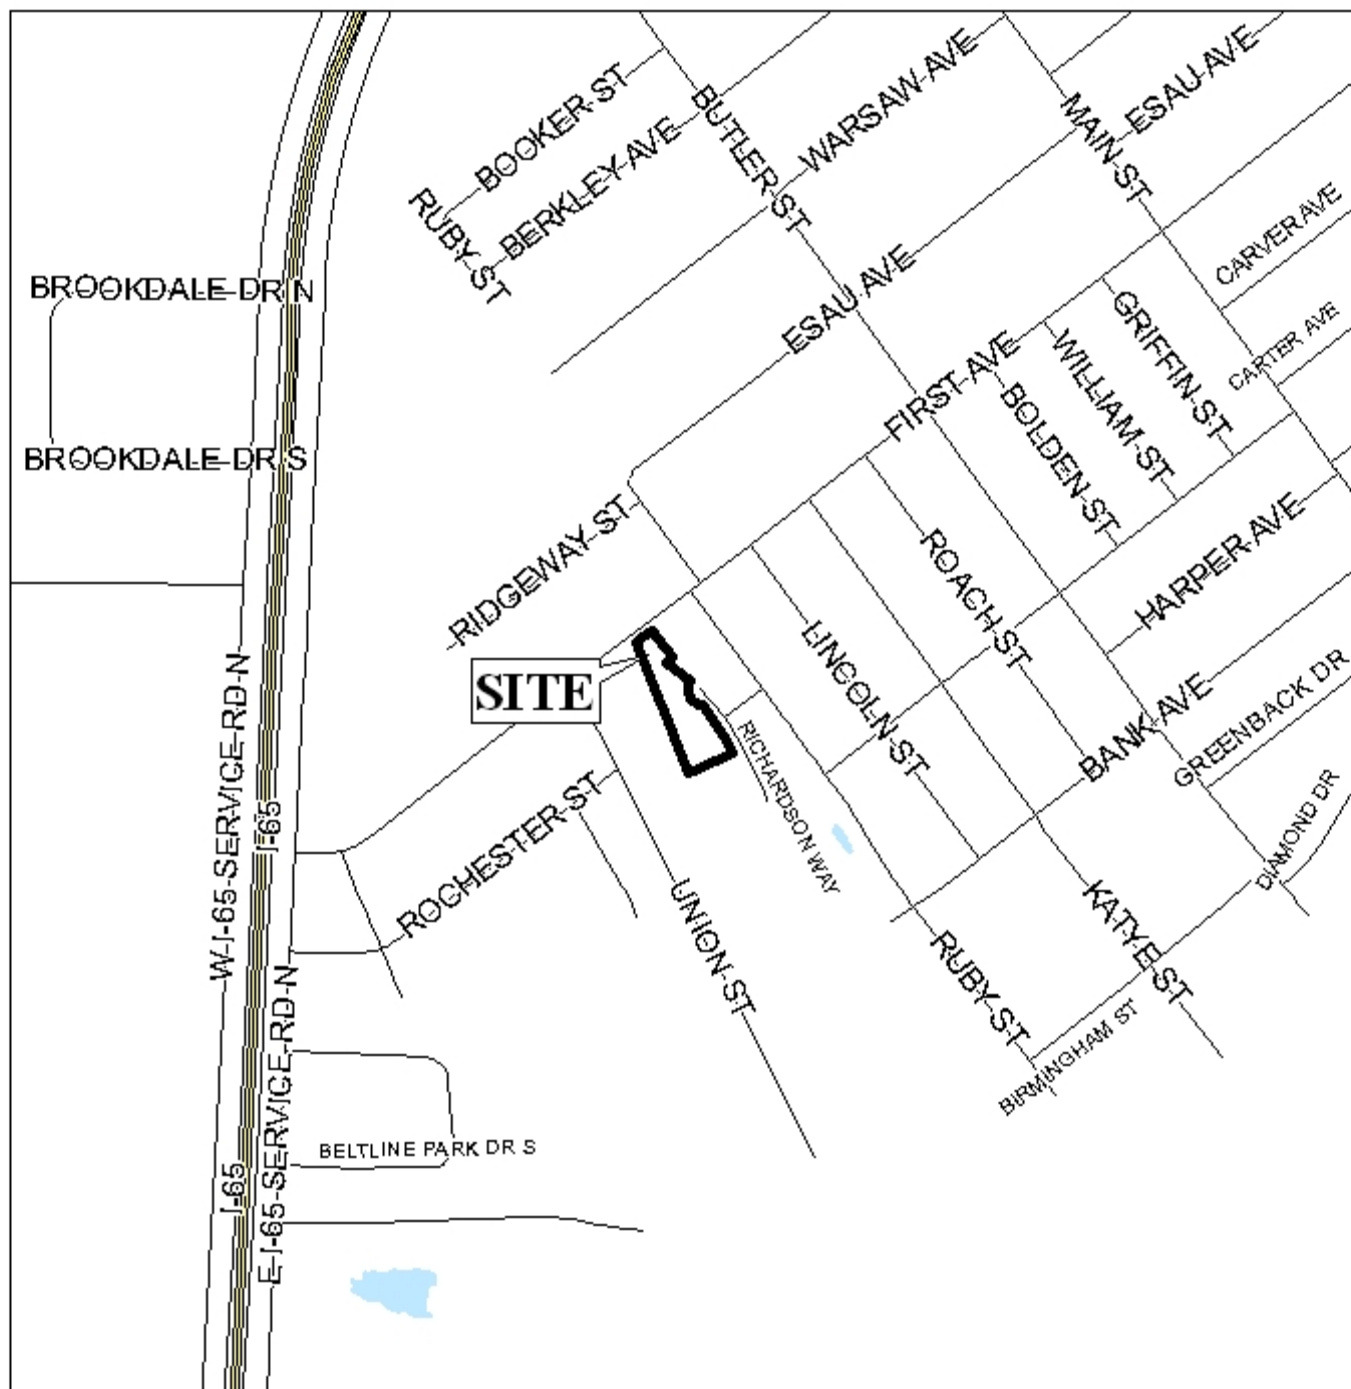 BOOKER ST
BERKLEY AVE
RUBY ST
BUTLER ST
WARSAW AVE
MAIN ST
ESAU AVE
CARVER AVE
BROOKDALE DR N
ESAU AVE
GRIFFIN ST
CARTER AVE
WILLIAM ST
FIRST AVE
BOLDEN ST
BROOKDALE DR S
RIDGEWAY ST
ROACH ST
HARPER AVE
LINCOLN ST
SITE
BANK AVE
GREENBACK DR
RICHARDSON WAY
DIAMOND DR
W I-65 SERVICE RD N
I-65
ROCHESTER ST
UNION ST
KATYE ST
RUBY ST
BIRMINGHAM ST
E I-65 SERVICE RD N
BELTLINE PARK DR S
I-65